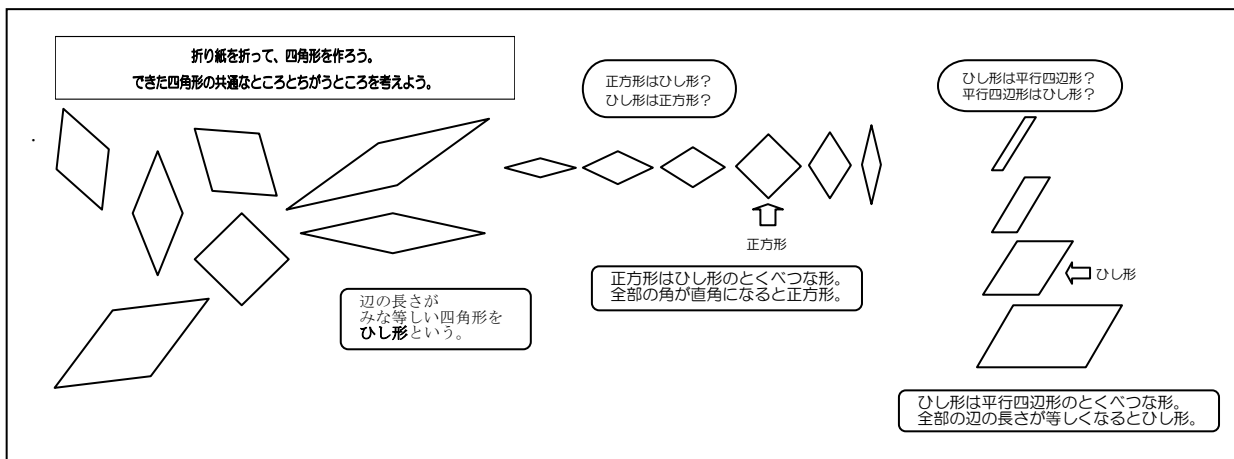 折り紙を折って、四角形を作ろう。
できた四角形の共通なところとちがうところを考えよう。
辺の長さが
みな等しい四角形を
ひし形という。
正方形はひし形？
ひし形は正方形？
正方形
正方形はひし形のとくべつな形。
全部の角が直角になると正方形。
ひし形は平行四辺形？
平行四辺形はひし形？
ひし形
ひし形は平行四辺形のとくべつな形。
全部の辺の長さが等しくなるとひし形。